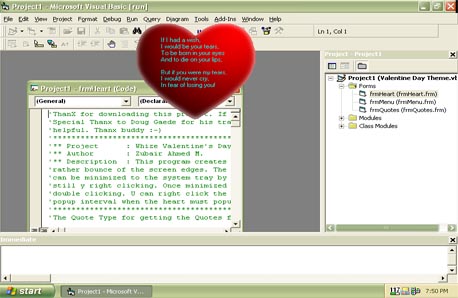 Project1 - Microsoft Visual Basic [run]
File Edit View Project Format Debug Run Query Diagram Tools Add-Ins Window Help
Ln 1, Col 1
If I had a wish,
I would be your tears,
To be born in your eyes
And to die on your lips,
But if you were my tears,
I would never cry,
In fear of losing you!
Project1 - frmHeart (Code)
(General) (Declara
'ThanX for downloading this project. If
'Special Thanx to Doug Gaede for his tra
'helpful. Thanx buddy :-)
'****************************************
'** Project : Whizz Valentine's Day
'** Author : Zubair Ahmed M.
'** Description : This program creates
'rather bounce of the screen edges. The
'can be minimized to the system tray by
'still y right clicking. Once minimized
'double clicking. U can right click the
'popup interval when the heart must popu
'****************************************
'The Quote Type for getting the Quotes f
Project - Project1
Project1 (Valentine Day Theme.vb
Forms
frmHeart (frmHeart.frm)
frmMenu (frmMenu.frm)
frmQuotes (frmQuotes.frm)
Modules
Class Modules
Immediate
start
Project1 - Microsoft V...
7:50 PM